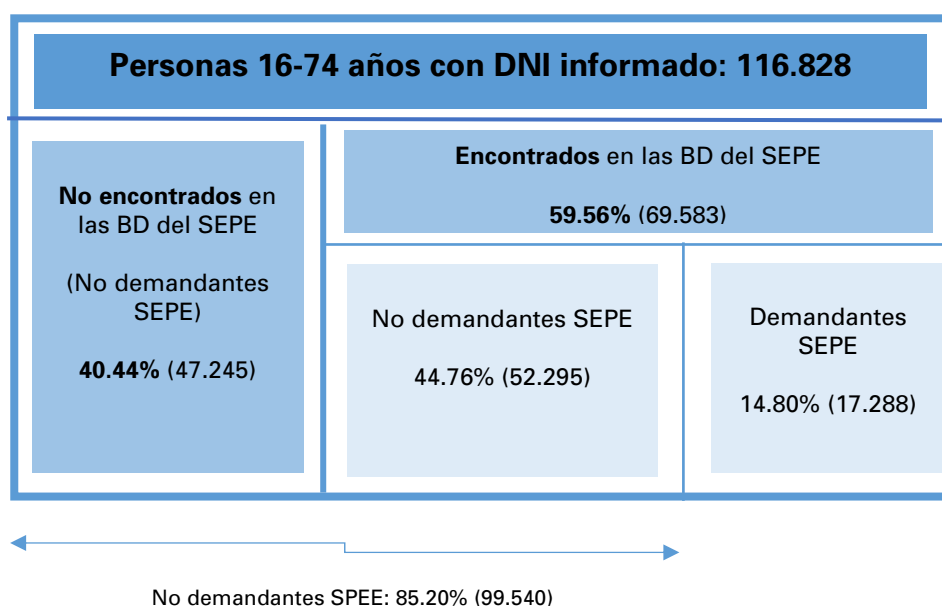 Personas 16-74 años con DNI informado: 116.828
No encontrados en
las BD del SEPE
(No demandantes
SEPE)
40.44% (47.245)
Encontrados en las BD del SEPE
59.56% (69.583)
No demandantes SEPE
44.76% (52.295)
Demandantes
SEPE
14.80% (17.288)
No demandantes SPEE: 85.20% (99.540)